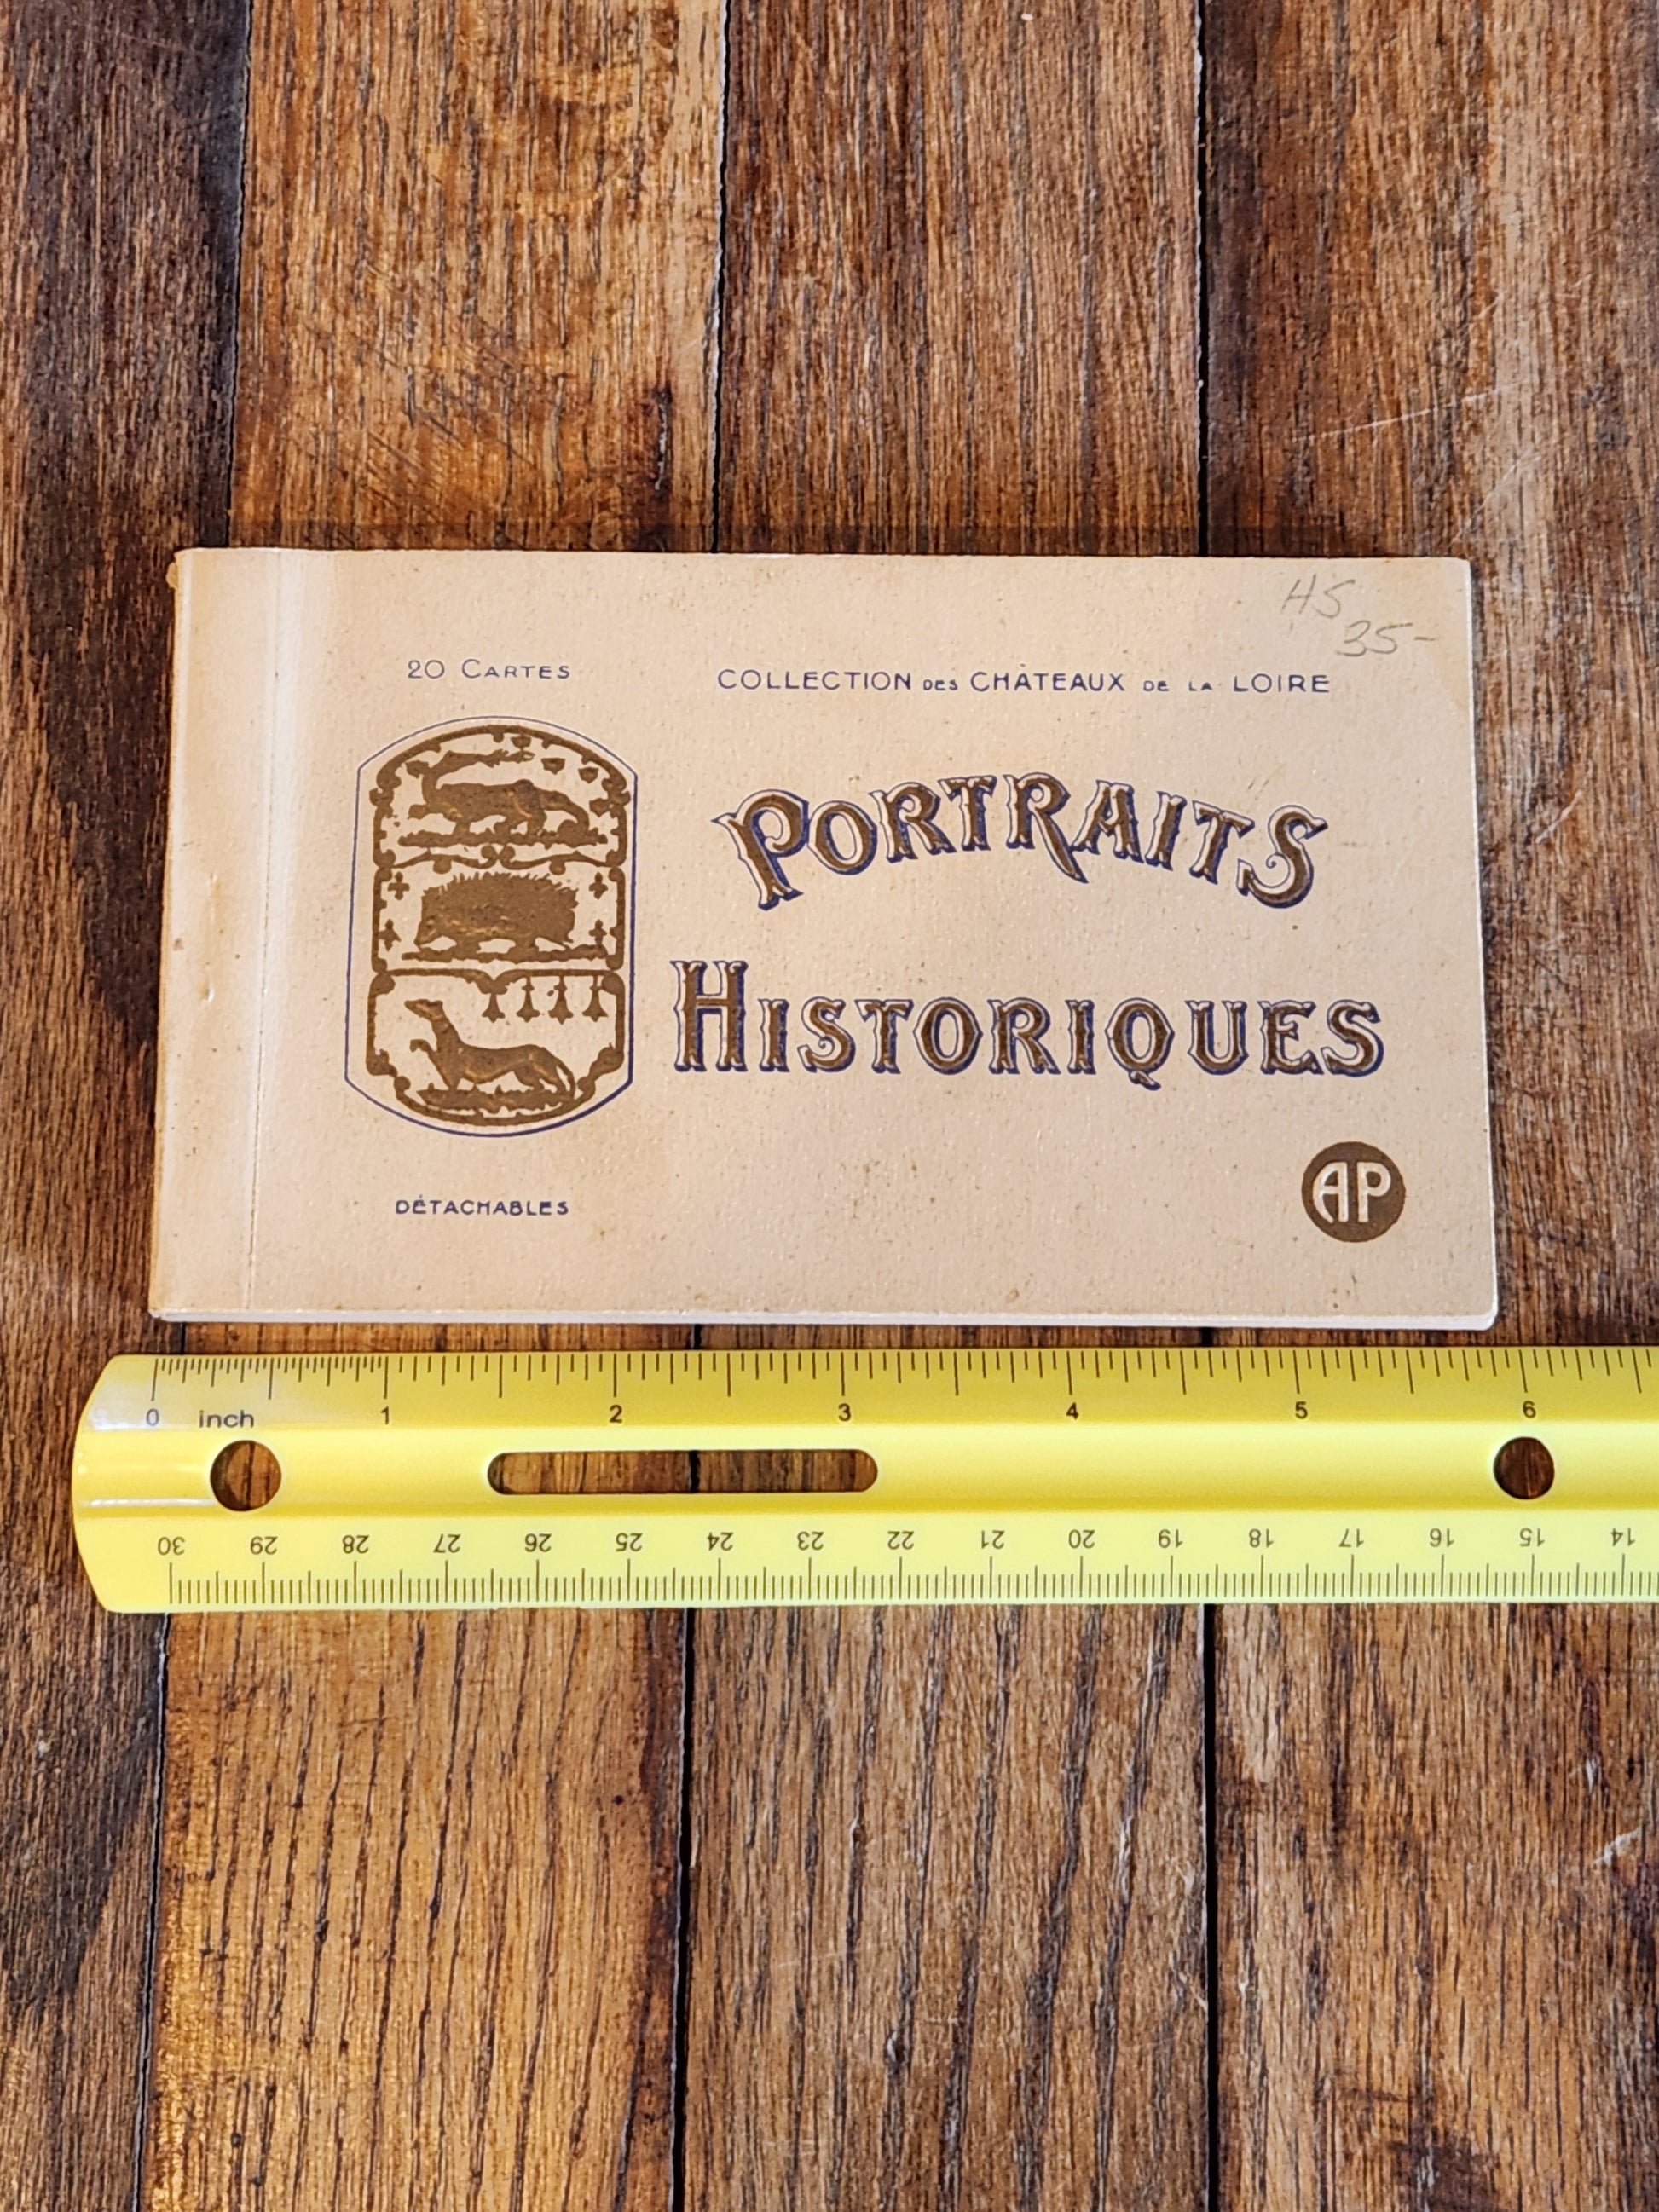 HS
35-
20 CARTES
COLLECTION DES CHÂTEAUX DE LA LOIRE
PORTRAITS
HISTORIQUES
DÉTACHABLES
AP
0 inch 1 2 3 4 5 6
30 29 28 27 26 25 24 23 22 21 20 19 18 17 16 15 14